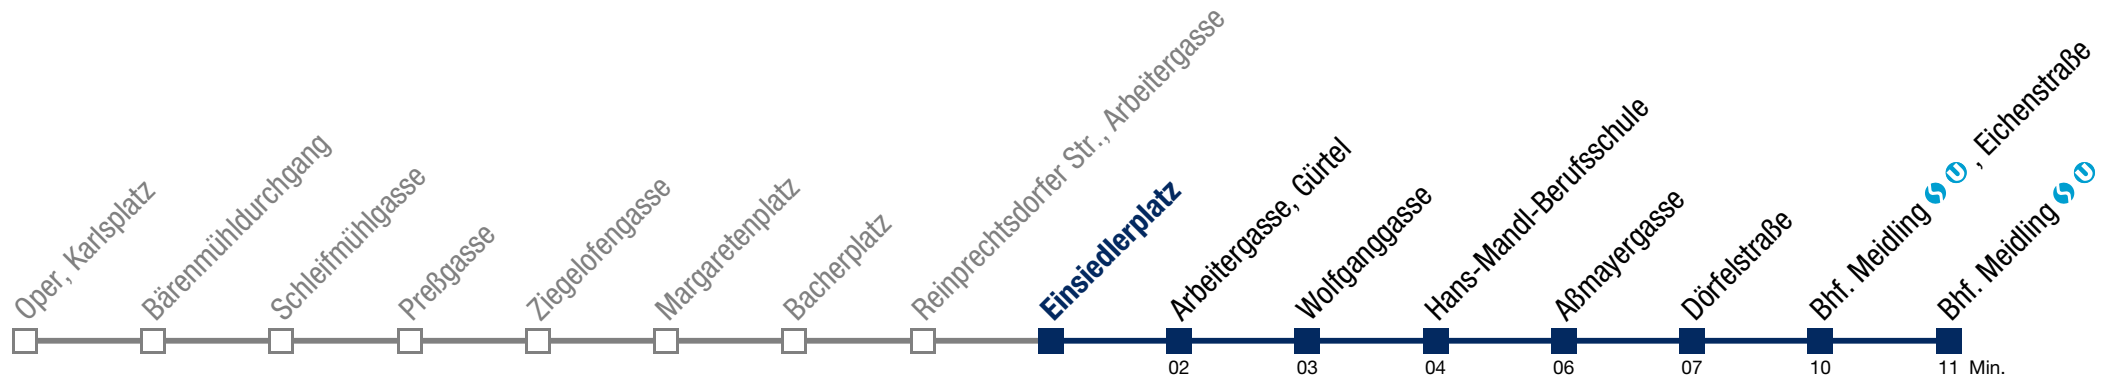 Oper, Karlsplatz
Bärenmühldurchgang
Schleifmühlgasse
Preßgasse
Ziegelofengasse
Margaretenplatz
Bacherplatz
Reinprechtsdorfer Str., Arbeitergasse
Einsiedlerplatz
Arbeitergasse, Gürtel
Wolfganggasse
Hans-Mandl-Berufsschule
Aßmayergasse
Dörfelstraße
Bhf. Meidling S U , Eichenstraße
Bhf. Meidling S U
02 03 04 06 07 10 11 Min.